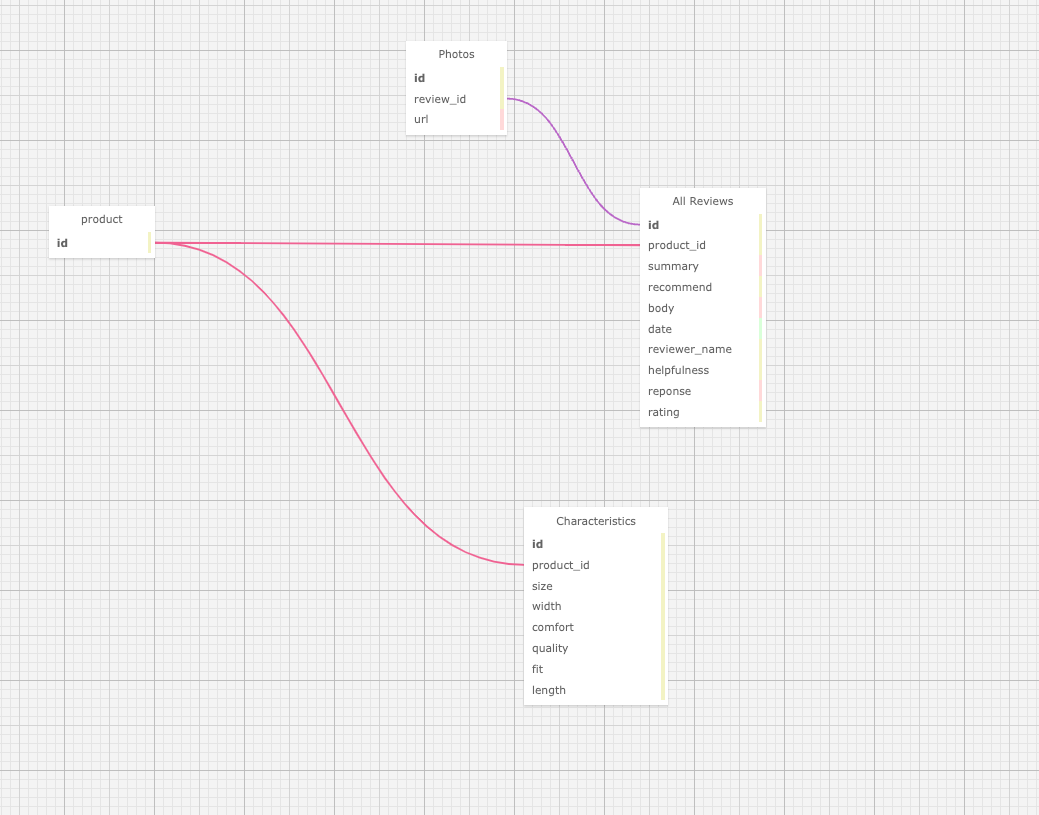 Photos
id
review_id
url
product
id
All Reviews
id
product_id
summary
recommend
body
date
reviewer_name
helpfulness
reponse
rating
Characteristics
id
product_id
size
width
comfort
quality
fit
length